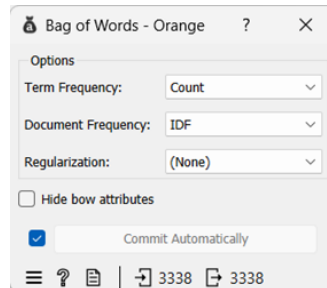 Bag of Words - Orange ? ×
Options
Term Frequency: Count
Document Frequency: IDF
Regularization: (None)
Hide bow attributes
Commit Automatically
? 3338 3338